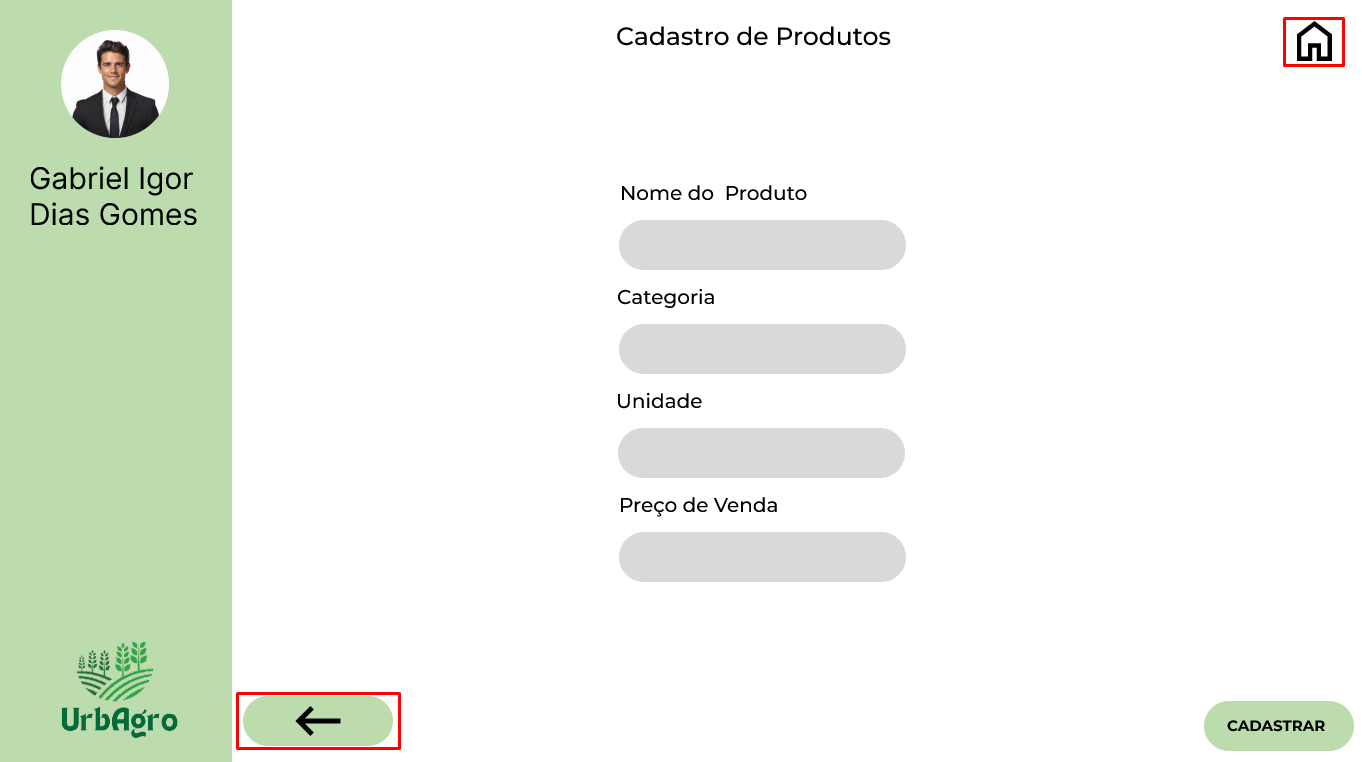 Gabriel Igor
Dias Gomes
UrbAgro
Cadastro de Produtos
Nome do  Produto
Categoria
Unidade
Preço de Venda
CADASTRAR